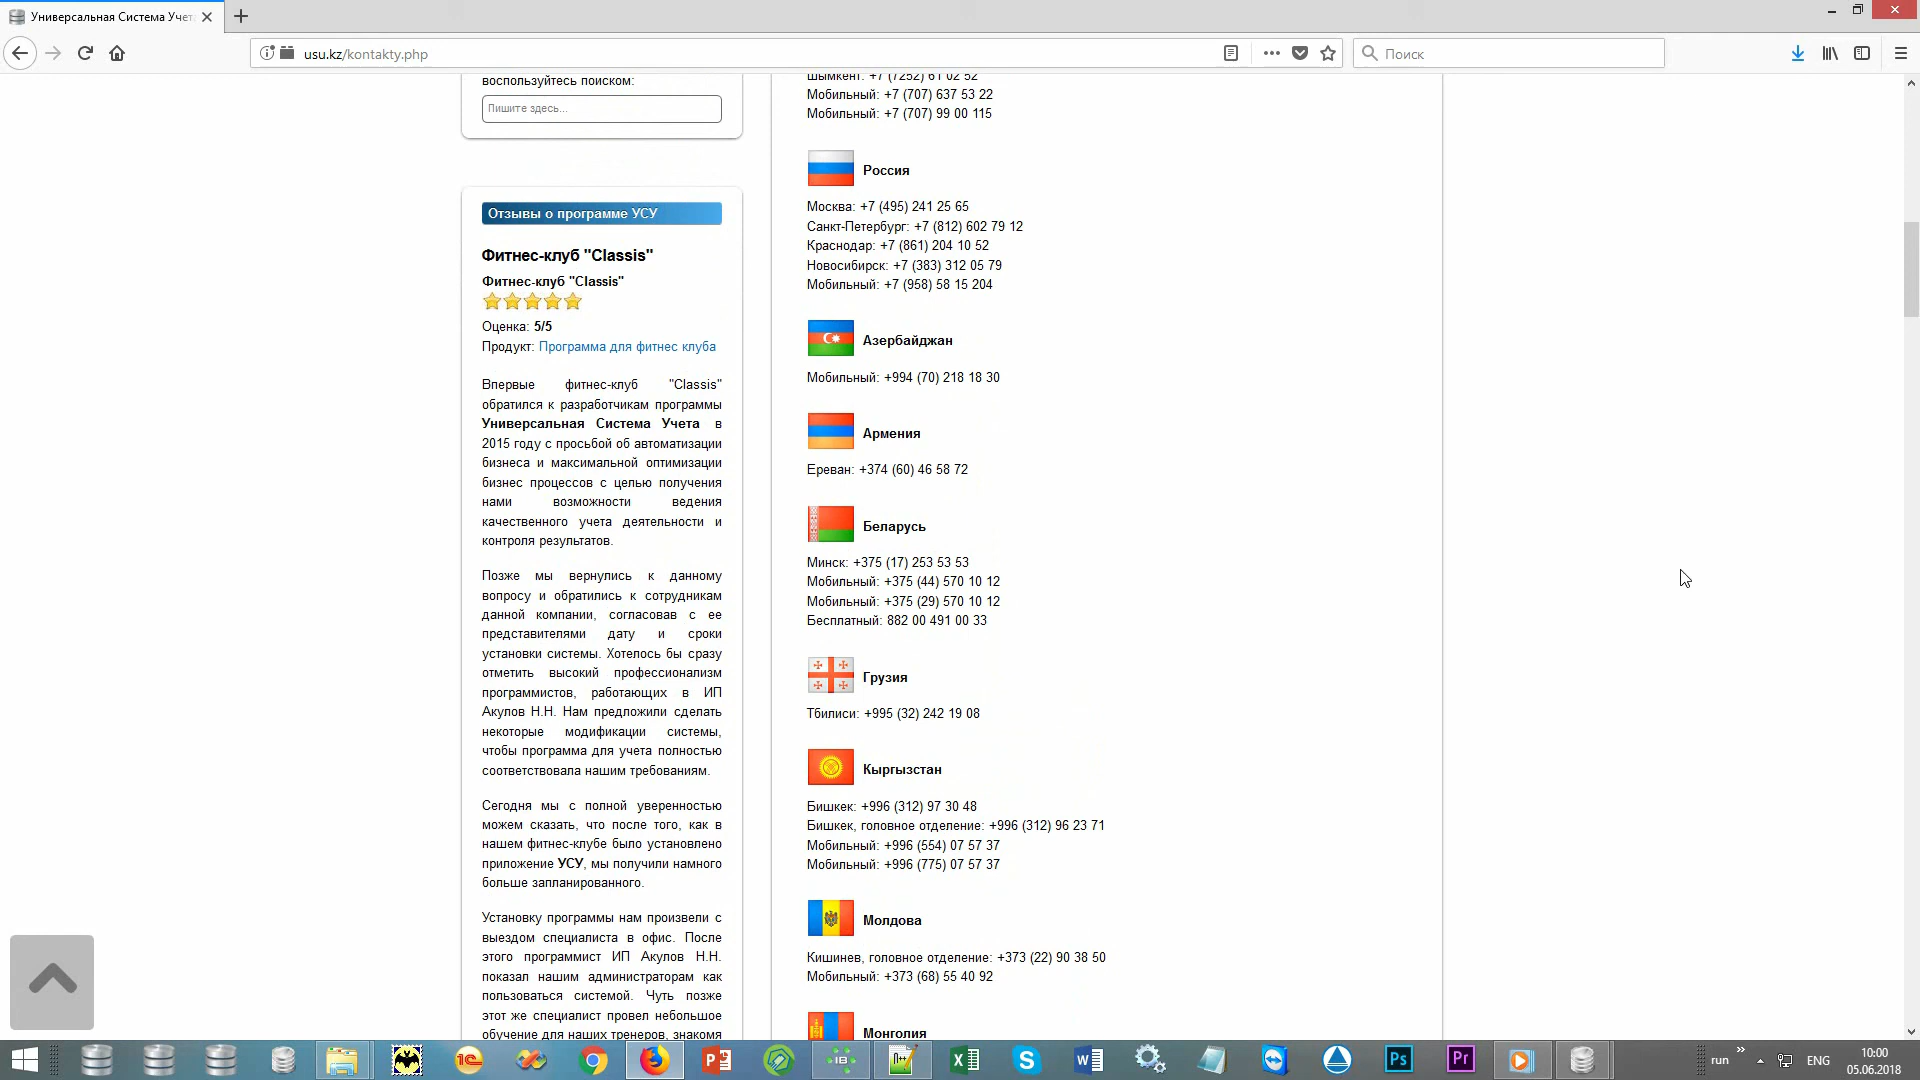 Универсальная Система Учет
usu.kz/kontakty.php
Поиск
воспользуйтесь поиском:
Пишите здесь...
Отзывы о программе УСУ
Фитнес-клуб "Classis"
Фитнес-клуб "Classis"
Оценка: 5/5
Продукт: Программа для фитнес клуба
Впервые фитнес-клуб "Classis"
обратился к разработчикам программы
Универсальная Система Учета в
2015 году с просьбой об автоматизации
бизнеса и максимальной оптимизации
бизнес процессов с целью получения
нами возможности ведения
качественного учета деятельности и
контроля результатов.
Позже мы вернулись к данному
вопросу и обратились к сотрудникам
данной компании, согласовав с ее
представителями дату и сроки
установки системы. Хотелось бы сразу
отметить высокий профессионализм
программистов, работающих в ИП
Акулов Н.Н. Нам предложили сделать
некоторые модификации системы,
чтобы программа для учета полностью
соответствовала нашим требованиям.
Сегодня мы с полной уверенностью
можем сказать, что после того, как в
нашем фитнес-клубе было установлено
приложение УСУ, мы получили намного
больше запланированного.
Установку программы нам произвели с
выездом специалиста в офис. После
этого программист ИП Акулов Н.Н.
показал нашим администраторам как
пользоваться системой. Чуть позже
этот же специалист провел небольшое
обучение для наших тренеров, знакомя
Шымкент: +7 (7252) 61 02 52
Мобильный: +7 (707) 637 53 22
Мобильный: +7 (707) 99 00 115
Россия
Москва: +7 (495) 241 25 65
Санкт-Петербург: +7 (812) 602 79 12
Краснодар: +7 (861) 204 10 52
Новосибирск: +7 (383) 312 05 79
Мобильный: +7 (958) 58 15 204
Азербайджан
Мобильный: +994 (70) 218 18 30
Армения
Ереван: +374 (60) 46 58 72
Беларусь
Минск: +375 (17) 253 53 53
Мобильный: +375 (44) 570 10 12
Мобильный: +375 (29) 570 10 12
Бесплатный: 882 00 491 00 33
Грузия
Тбилиси: +995 (32) 242 19 08
Кыргызстан
Бишкек: +996 (312) 97 30 48
Бишкек, головное отделение: +996 (312) 96 23 71
Мобильный: +996 (554) 07 57 37
Мобильный: +996 (775) 07 57 37
Молдова
Кишинев, головное отделение: +373 (22) 90 38 50
Мобильный: +373 (68) 55 40 92
Монголия
run
ENG
10:00
05.06.2018